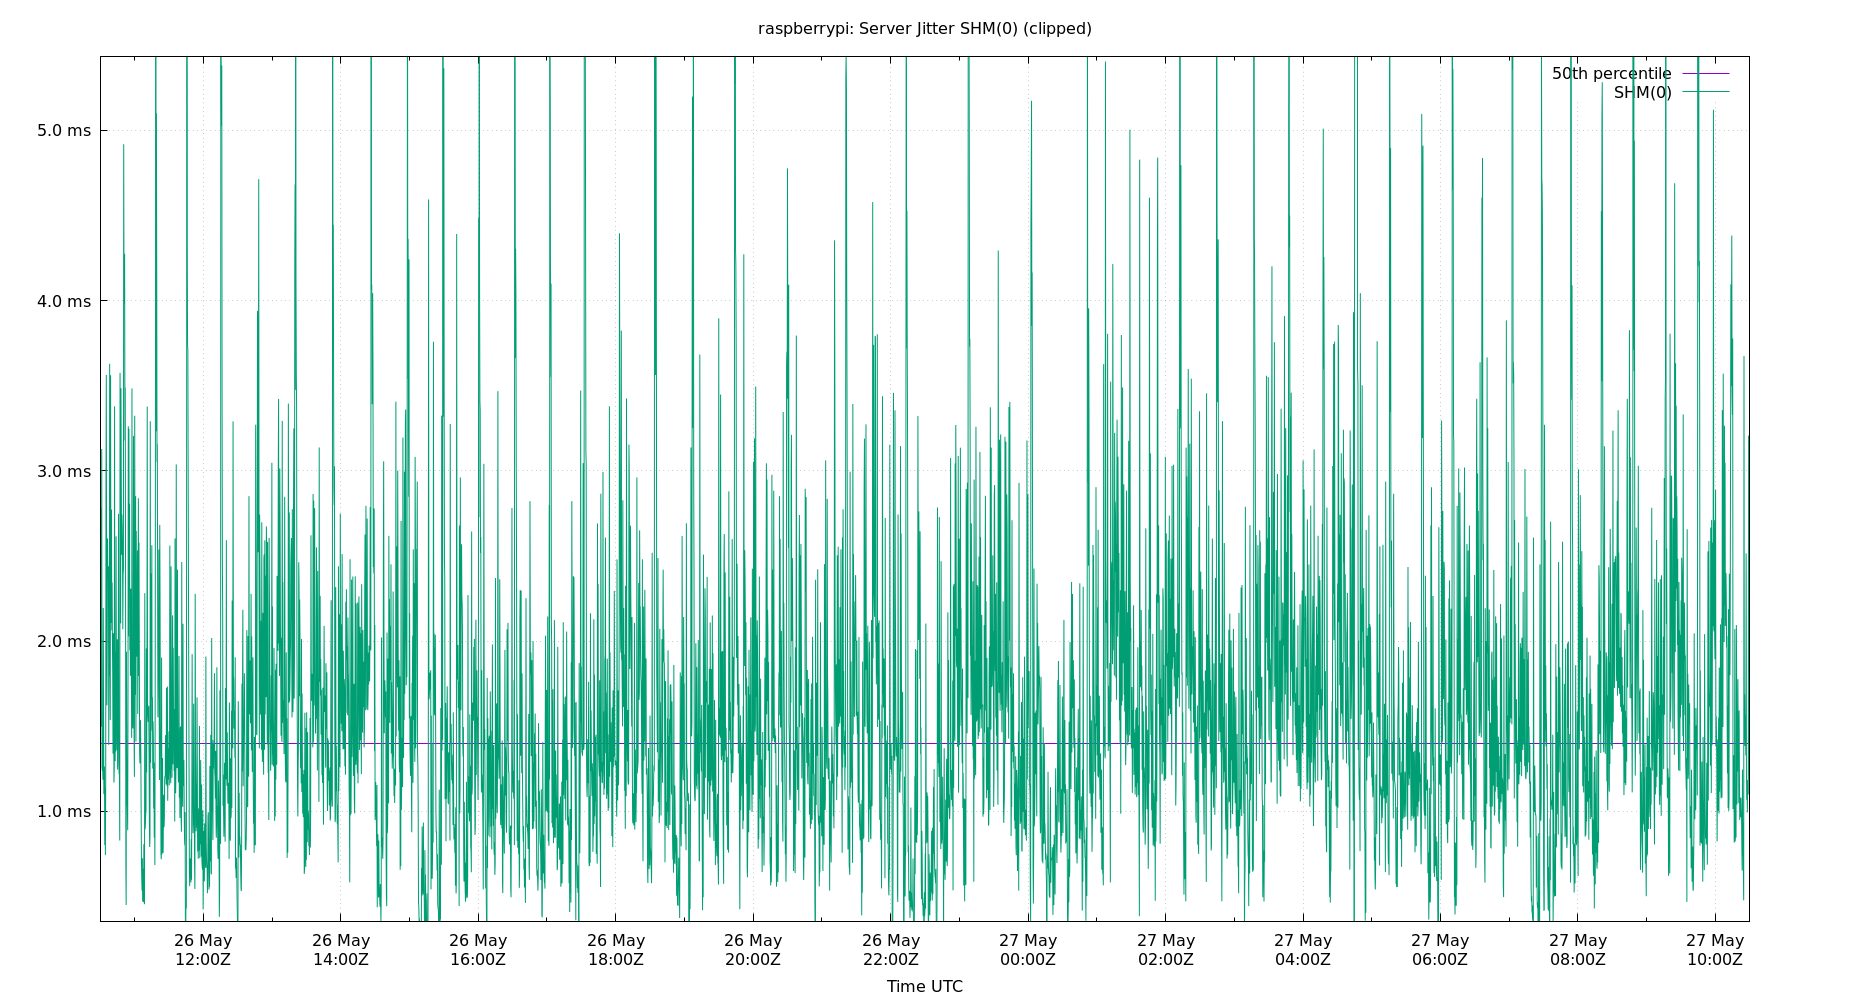 raspberrypi: Server Jitter SHM(0) (clipped)
50th percentile
SHM(0)
5.0 ms
4.0 ms
3.0 ms
2.0 ms
1.0 ms
26 May 26 May 26 May 26 May 26 May 26 May 27 May 27 May 27 May 27 May 27 May 27 May
12:00Z 14:00Z 16:00Z 18:00Z 20:00Z 22:00Z 00:00Z 02:00Z 04:00Z 06:00Z 08:00Z 10:00Z
Time UTC